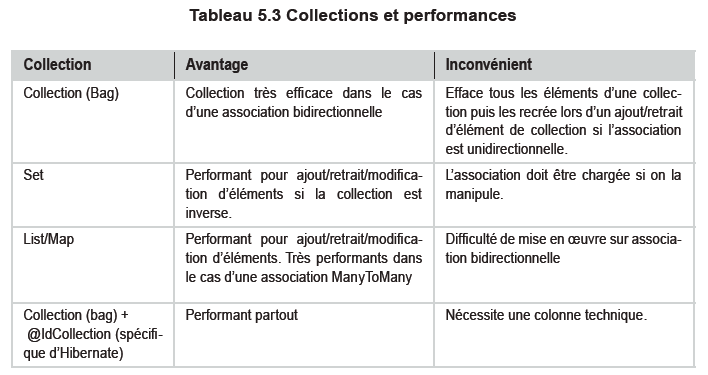 Tableau 5.3 Collections et performances
Collection
Avantage
Inconvénient
Collection (Bag)
Collection très efficace dans le cas
d'une association bidirectionnelle
Efface tous les éléments d'une collec-
tion puis les recrée lors d'un ajout/retrait
d'élément de collection si l'association
est unidirectionnelle.
Set
Performant pour ajout/retrait/modifica-
tion d'éléments si la collection est
inverse.
L'association doit être chargée si on la
manipule.
List/Map
Performant pour ajout/retrait/modifica-
tion d'éléments. Très performants dans
le cas d'une association ManyToMany
Difficulté de mise en œuvre sur associa-
tion bidirectionnelle
Collection (bag) +
@IdCollection (spécifi-
que d'Hibernate)
Performant partout
Nécessite une colonne technique.